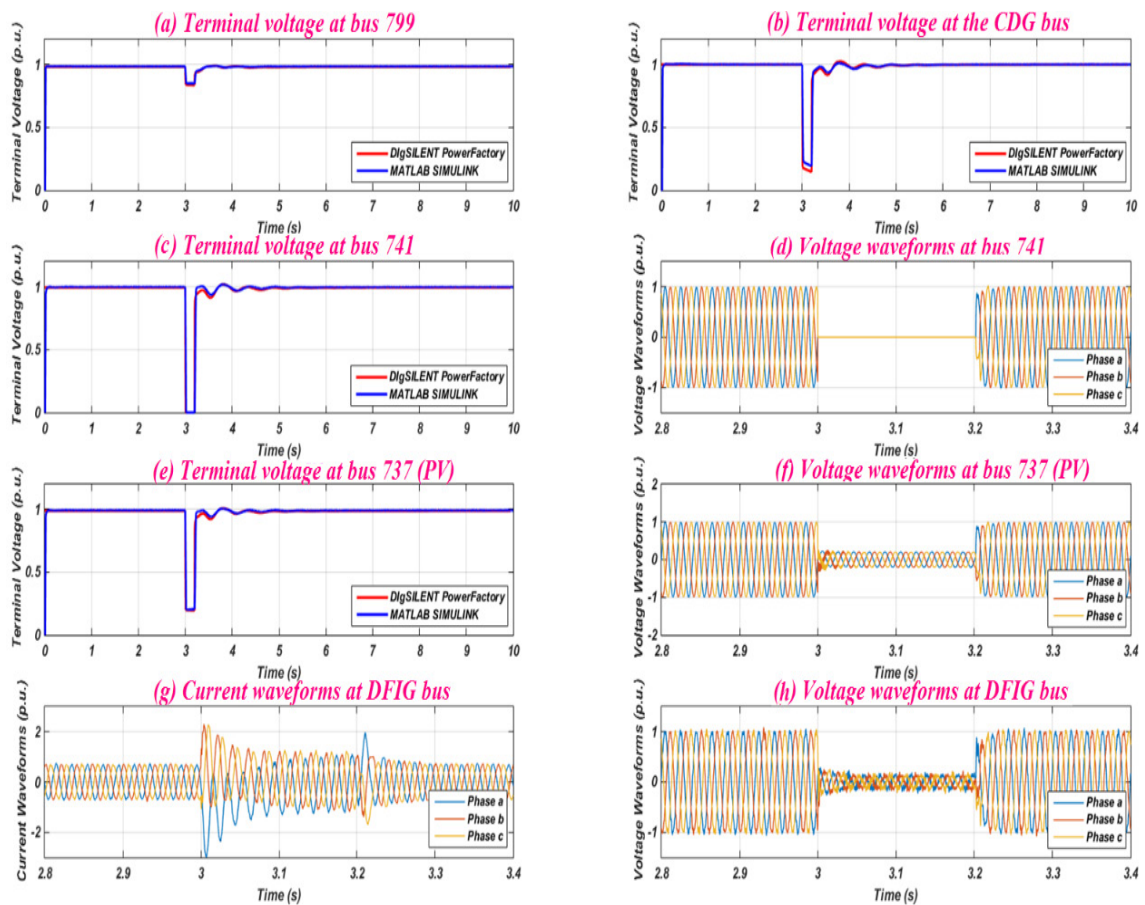 (a) Terminal voltage at bus 799
Terminal Voltage (p.u.)
1
0.5
0
DIgSILENT PowerFactory
MATLAB SIMULINK
0 1 2 3 4 5 6 7 8 9 10
Time (s)
(b) Terminal voltage at the CDG bus
Terminal Voltage (p.u.)
1
0.5
0
DIgSILENT PowerFactory
MATLAB SIMULINK
0 1 2 3 4 5 6 7 8 9 10
Time (s)
(c) Terminal voltage at bus 741
Terminal Voltage (p.u.)
1
0.5
0
DIgSILENT PowerFactory
MATLAB SIMULINK
0 1 2 3 4 5 6 7 8 9 10
Time (s)
(d) Voltage waveforms at bus 741
Voltage Waveforms (p.u.)
1
0
-1
Phase a
Phase b
Phase c
2.8 2.9 3 3.1 3.2 3.3 3.4
Time (s)
(e) Terminal voltage at bus 737 (PV)
Terminal Voltage (p.u.)
1
0.5
0
DIgSILENT PowerFactory
MATLAB SIMULINK
0 1 2 3 4 5 6 7 8 9 10
Time (s)
(f) Voltage waveforms at bus 737 (PV)
Voltage Waveforms (p.u.)
2
1
0
-1
-2
Phase a
Phase b
Phase c
2.8 2.9 3 3.1 3.2 3.3 3.4
Time (s)
(g) Current waveforms at DFIG bus
Current Waveforms (p.u.)
2
0
-2
Phase a
Phase b
Phase c
2.8 2.9 3 3.1 3.2 3.3 3.4
Time (s)
(h) Voltage waveforms at DFIG bus
Voltage Waveforms (p.u.)
1
0
-1
Phase a
Phase b
Phase c
2.8 2.9 3 3.1 3.2 3.3 3.4
Time (s)